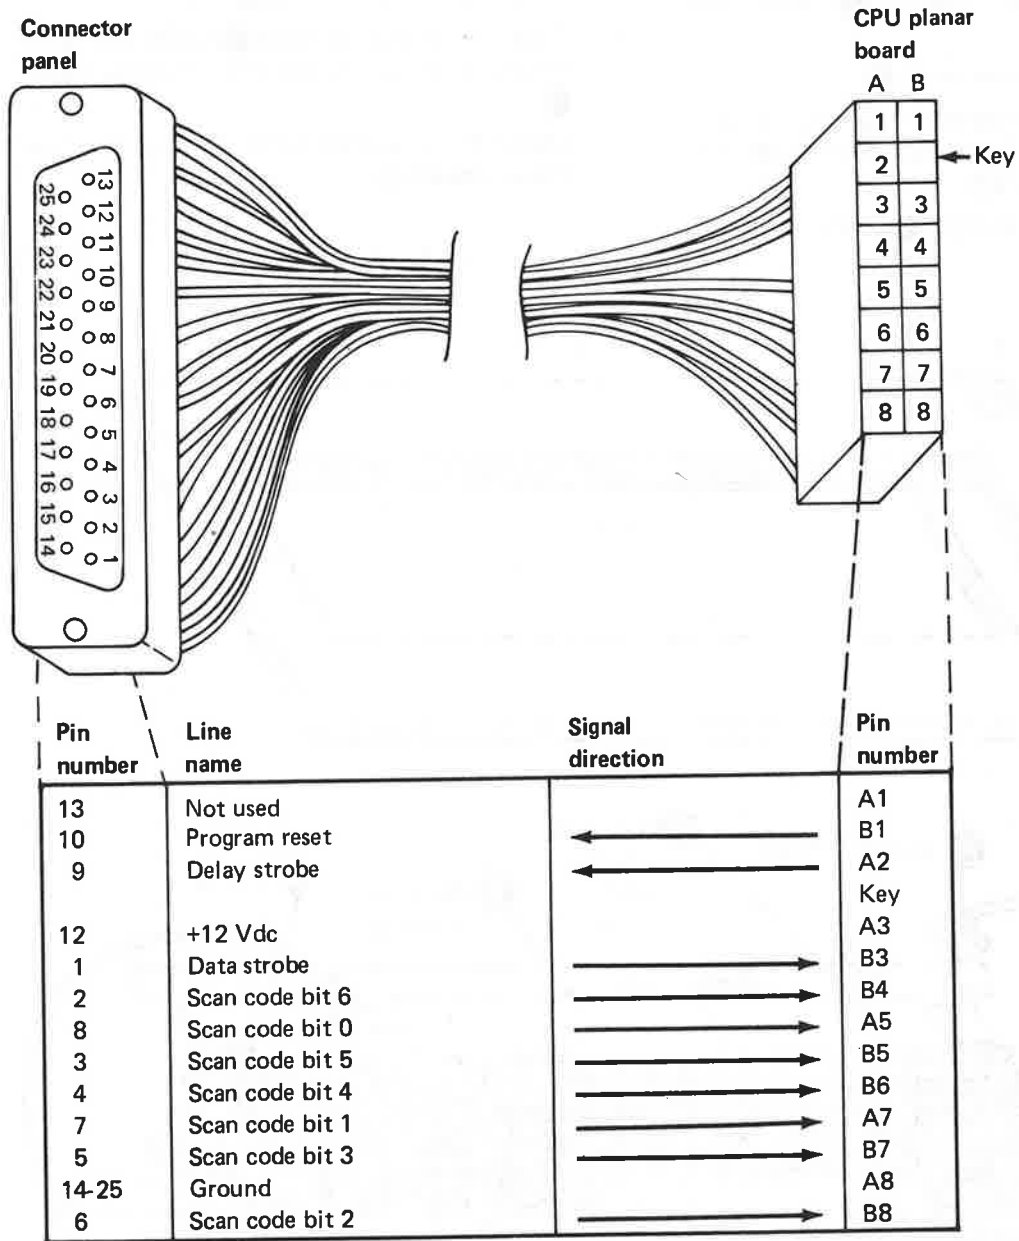 Connector
panel
CPU planar
board
A B
1 1
2
Key
3 3
4 4
5 5
6 6
7 7
8 8
13
12
11
10
9
8
7
6
5
4
3
2
1
25
24
23
22
21
20
19
18
17
16
15
14
Pin
number
Line
name
Signal
direction
Pin
number
13 Not used A1
10 Program reset B1
9 Delay strobe A2
Key
12 +12 Vdc A3
1 Data strobe B3
2 Scan code bit 6 B4
8 Scan code bit 0 A5
3 Scan code bit 5 B5
4 Scan code bit 4 B6
7 Scan code bit 1 A7
5 Scan code bit 3 B7
14-25 Ground A8
6 Scan code bit 2 B8